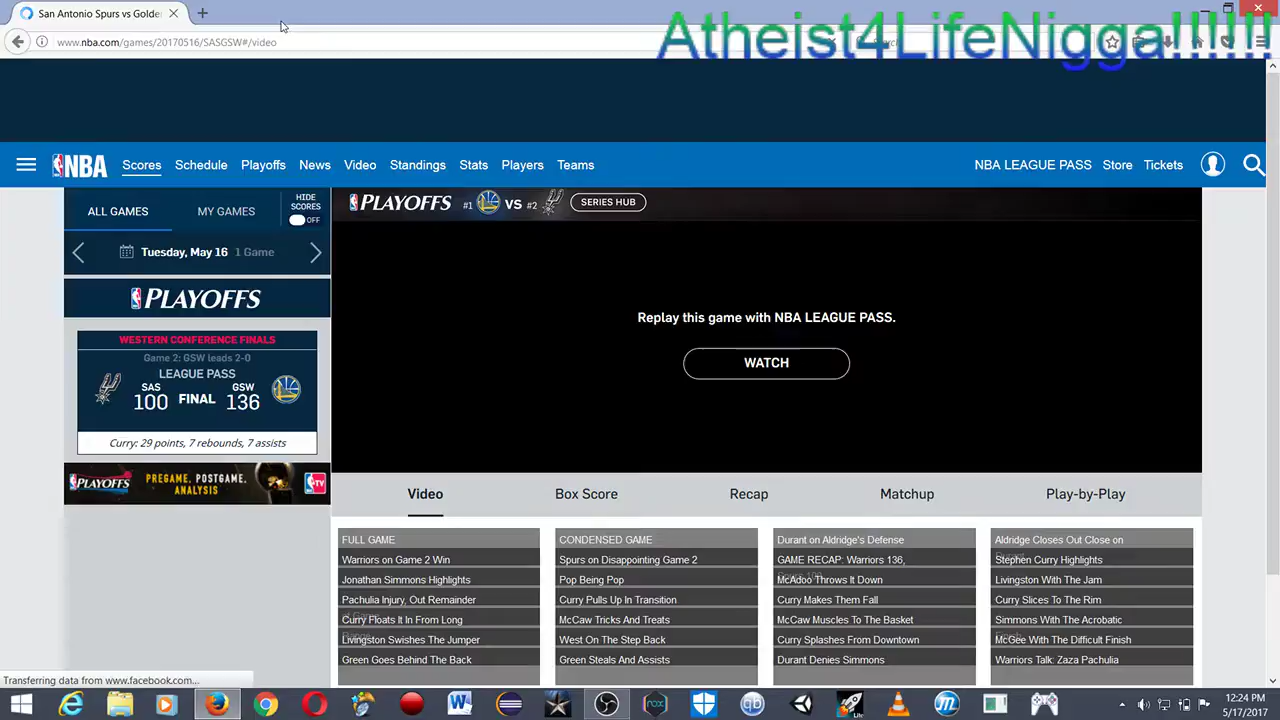 San Antonio Spurs vs Golde
Atheist4LifeNigga!!!!!!
www.nba.com/games/20170516/SASGSW#/video
NBA Scores Schedule Playoffs News Video Standings Stats Players Teams NBA LEAGUE PASS Store Tickets
ALL GAMES MY GAMES HIDE SCORES OFF
PLAYOFFS #1 VS #2 SERIES HUB
Tuesday, May 16 1 Game
PLAYOFFS
Replay this game with NBA LEAGUE PASS.
WATCH
WESTERN CONFERENCE FINALS
Game 2: GSW leads 2-0
LEAGUE PASS
SAS GSW
100 FINAL 136
Curry: 29 points, 7 rebounds, 7 assists
PLAYOFFS PREGAME, POSTGAME, ANALYSIS
Video Box Score Recap Matchup Play-by-Play
FULL GAME CONDENSED GAME Durant on Aldridge's Defense Aldridge Closes Out Close on
Warriors on Game 2 Win Spurs on Disappointing Game 2 GAME RECAP: Warriors 136, Stephen Curry Highlights
Jonathan Simmons Highlights Pop Being Pop McAdoo Throws It Down Livingston With The Jam
Pachulia Injury, Out Remainder Curry Pulls Up In Transition Curry Makes Them Fall Curry Slices To The Rim
Curry Floats It In From Long McCaw Tricks And Treats McCaw Muscles To The Basket Simmons With The Acrobatic
Livingston Swishes The Jumper West On The Step Back Curry Splashes From Downtown McGee With The Difficult Finish
Green Goes Behind The Back Green Steals And Assists Durant Denies Simmons Warriors Talk: Zaza Pachulia
Transferring data from www.facebook.com...
12:24 PM
5/17/2017